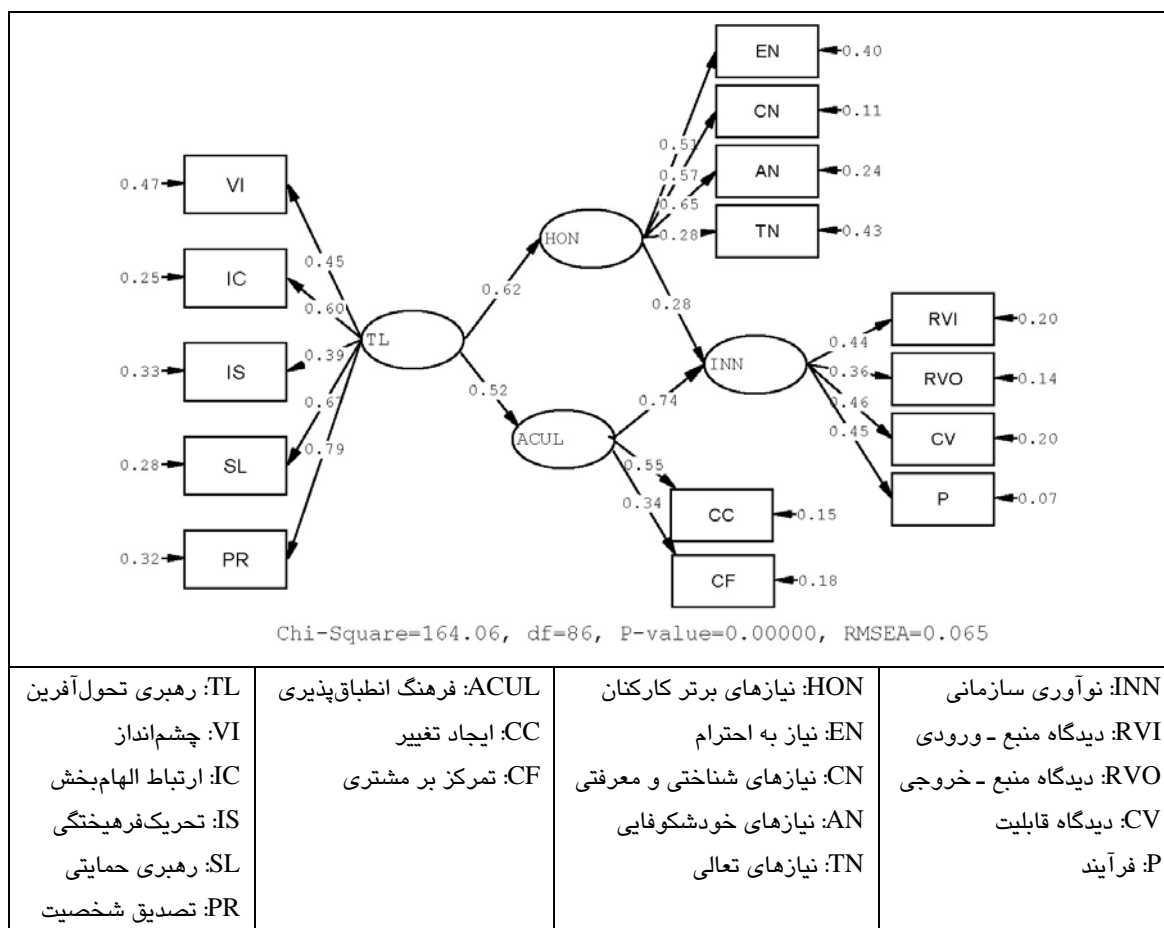 EN
0.40
CN
0.11
0.51
0.57
AN
0.24
0.47
VI
0.65
0.28
TN
0.43
HON
0.45
0.25
IC
0.62
0.28
0.60
RVI
0.20
TL
0.44
0.33
IS
0.39
INN
0.36
RVO
0.14
0.52
0.74
0.46
0.67
ACUL
0.45
CV
0.20
0.79
0.28
SL
0.55
0.34
P
0.07
CC
0.15
0.32
PR
CF
0.18
Chi-Square=164.06, df=86, P-value=0.00000, RMSEA=0.065
INN: نوآوری سازمانی
RVI: دیدگاه منبع ـ ورودی
RVO: دیدگاه منبع ـ خروجی
CV: دیدگاه قابلیت
P: فرآیند
HON: نیازهای برتر کارکنان
EN: نیاز به احترام
CN: نیازهای شناختی و معرفتی
AN: نیازهای خودشکوفایی
TN: نیازهای تعالی
ACUL: فرهنگ انطباق‌پذیری
CC: ایجاد تغییر
CF: تمرکز بر مشتری
TL: رهبری تحول‌آفرین
VI: چشم‌انداز
IC: ارتباط الهام‌بخش
IS: تحریک‌فرهیختگی
SL: رهبری حمایتی
PR: تصدیق شخصیت